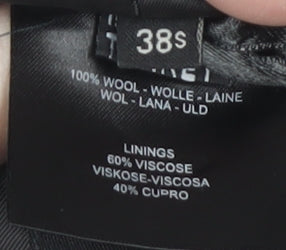 38S
100% WOOL - WOLLE - LAINE
WOL - LANA - ULD
LININGS
60% VISCOSE
VISKOSE-VISCOSA
40% CUPRO